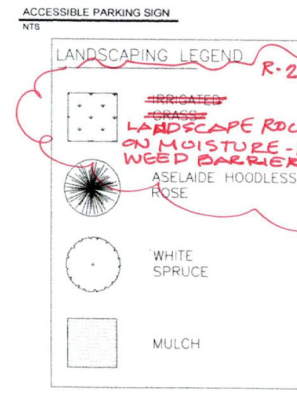 ACCESSIBLE PARKING SIGN
NTS
LANDSCAPING LEGEND
R-2
IRRIGATED
GRASS
LANDSCAPE ROC
ON MOISTURE -
WEED BARRIER
ASELAIDE HOODLESS
ROSE
WHITE
SPRUCE
MULCH